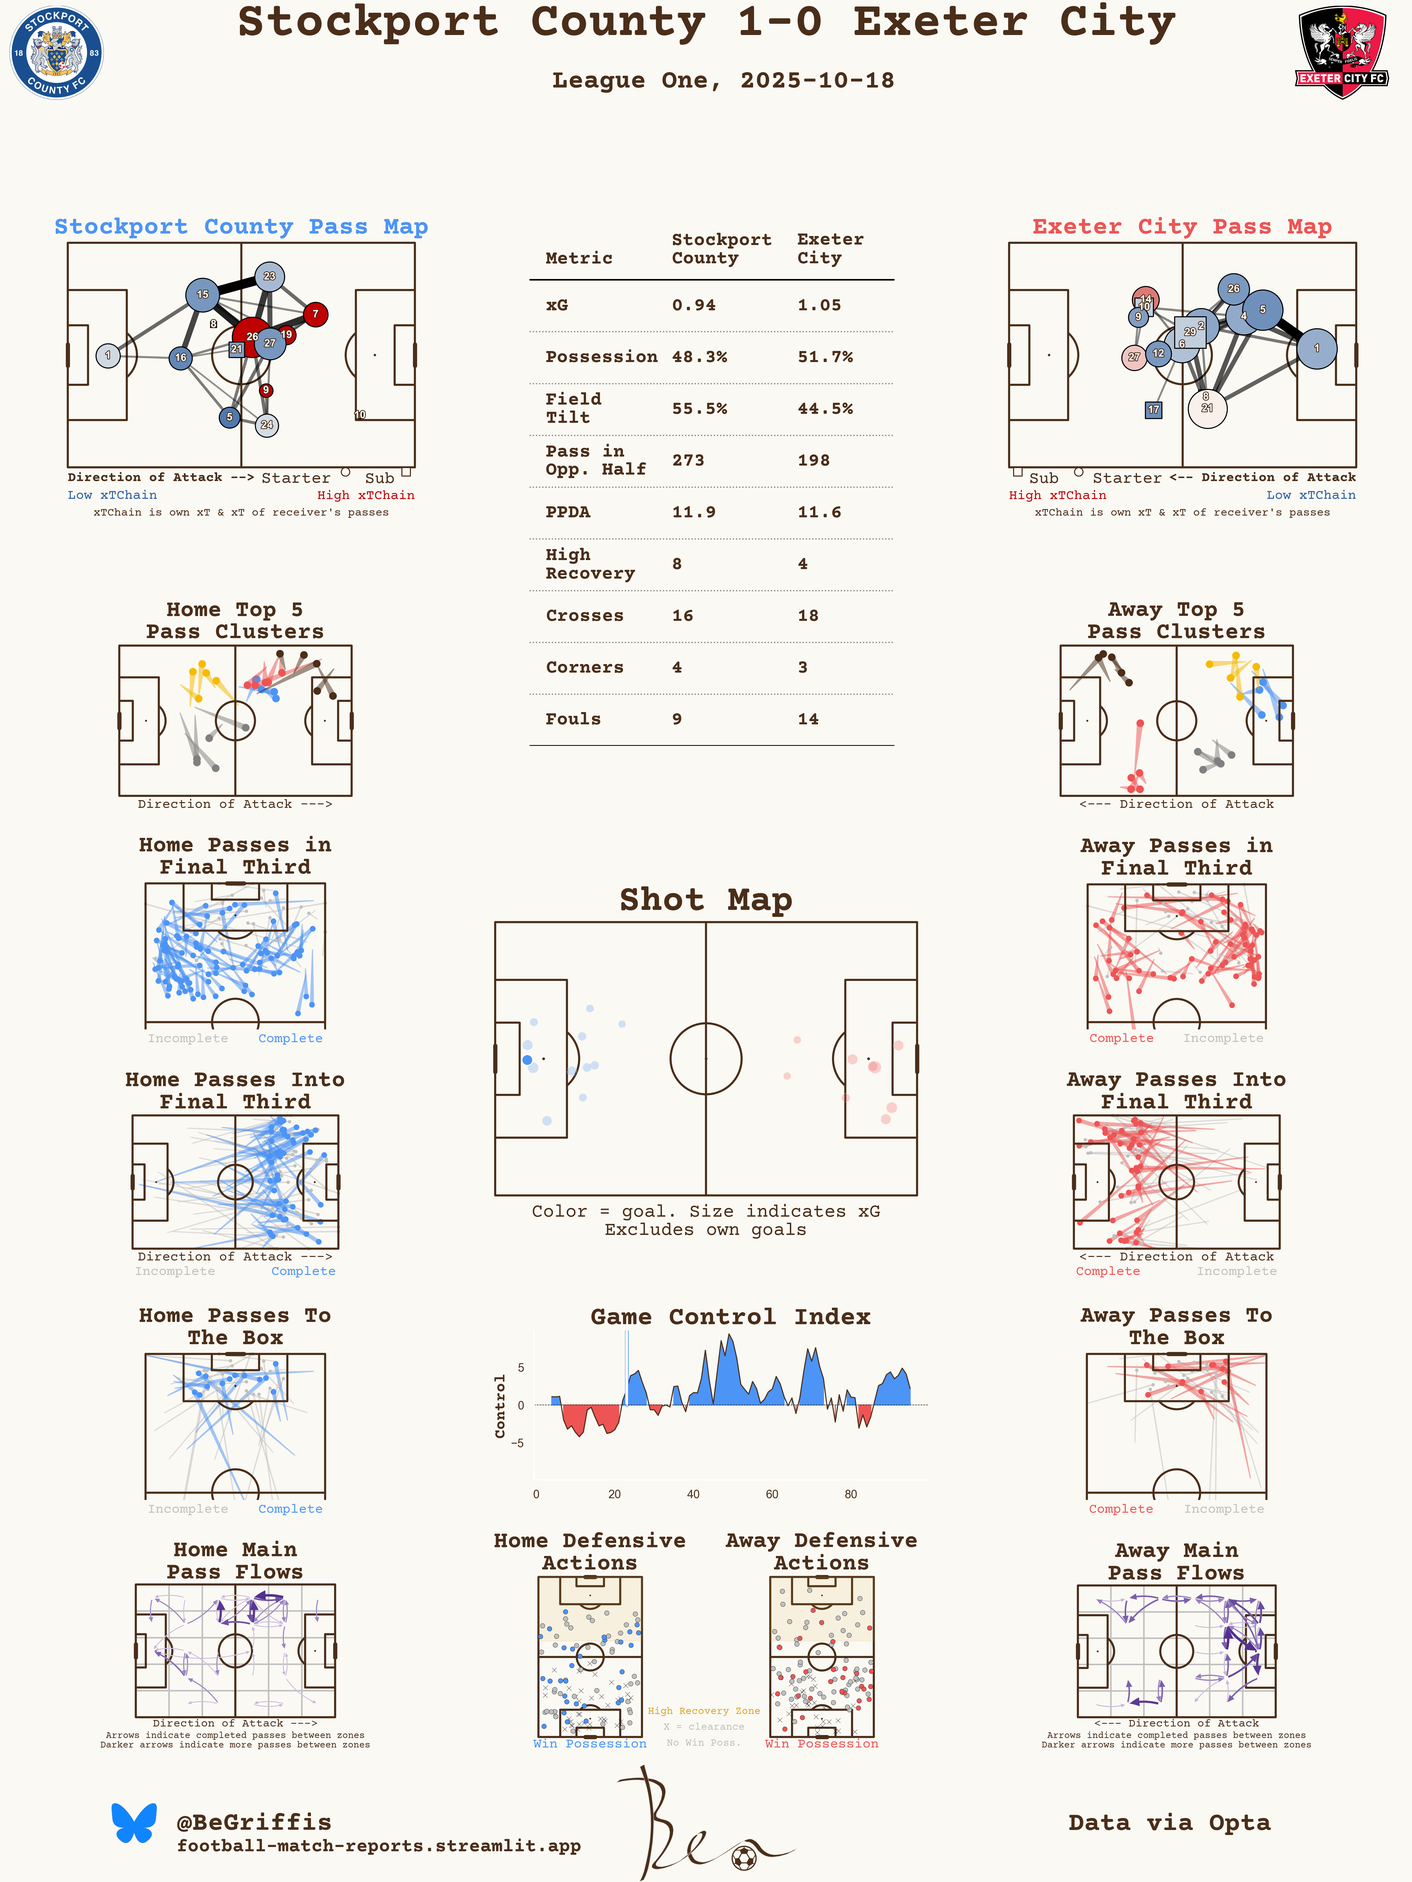 Stockport County 1-0 Exeter City
League One, 2025-10-18
STOCKPORT
18 83
COUNTY FC
EXETER CITY FC
Stockport County Pass Map
23
15
7
8
26
19
27
21
1
16
9
5
24
10
Direction of Attack --> Starter Sub
Low xTChain High xTChain
xTChain is own xT & xT of receiver's passes
Metric Stockport County Exeter City
xG 0.94 1.05
Possession 48.3% 51.7%
Field Tilt 55.5% 44.5%
Pass in Opp. Half 273 198
PPDA 11.9 11.6
High Recovery 8 4
Crosses 16 18
Corners 4 3
Fouls 9 14
Exeter City Pass Map
26
14
10
9
5
4
2
29
6
1
27
12
8
21
17
Sub Starter <-- Direction of Attack
High xTChain Low xTChain
xTChain is own xT & xT of receiver's passes
Home Top 5
Pass Clusters
Direction of Attack --->
Away Top 5
Pass Clusters
<--- Direction of Attack
Home Passes in
Final Third
Incomplete Complete
Away Passes in
Final Third
Complete Incomplete
Shot Map
Color = goal. Size indicates xG
Excludes own goals
Home Passes Into
Final Third
Direction of Attack --->
Incomplete Complete
Away Passes Into
Final Third
<--- Direction of Attack
Complete Incomplete
Home Passes To
The Box
Incomplete Complete
Game Control Index
Control
5
0
−5
0 20 40 60 80
Away Passes To
The Box
Complete Incomplete
Home Main
Pass Flows
Direction of Attack --->
Arrows indicate completed passes between zones
Darker arrows indicate more passes between zones
Home Defensive
Actions
Win Possession
High Recovery Zone
X = clearance
No Win Poss.
Away Defensive
Actions
Win Possession
Away Main
Pass Flows
<--- Direction of Attack
Arrows indicate completed passes between zones
Darker arrows indicate more passes between zones
@BeGriffis
football-match-reports.streamlit.app
Ben
Data via Opta